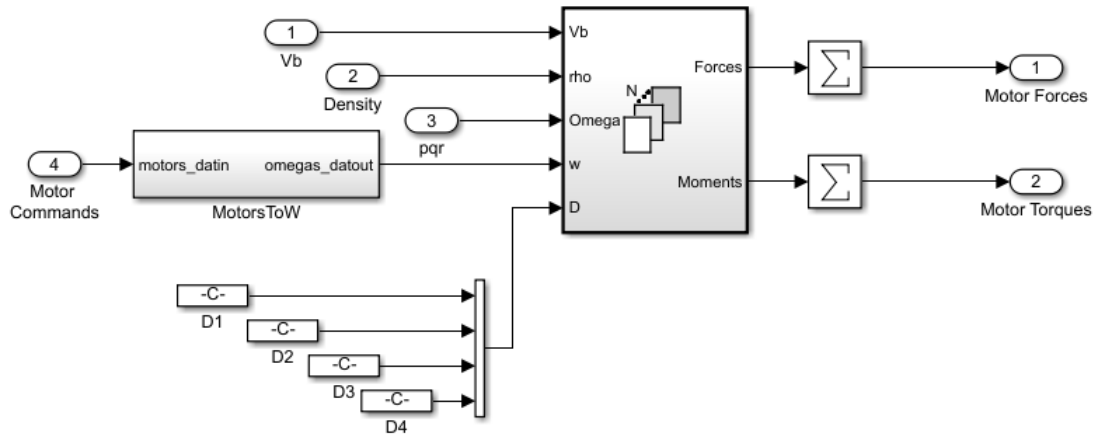 1
Vb
2
Density
3
pqr
4
Motor
Commands
motors_datin
omegas_datout
MotorsToW
Vb
rho
Omega
w
D
N
Forces
Moments
∑
1
Motor Forces
∑
2
Motor Torques
-C-
D1
-C-
D2
-C-
D3
-C-
D4